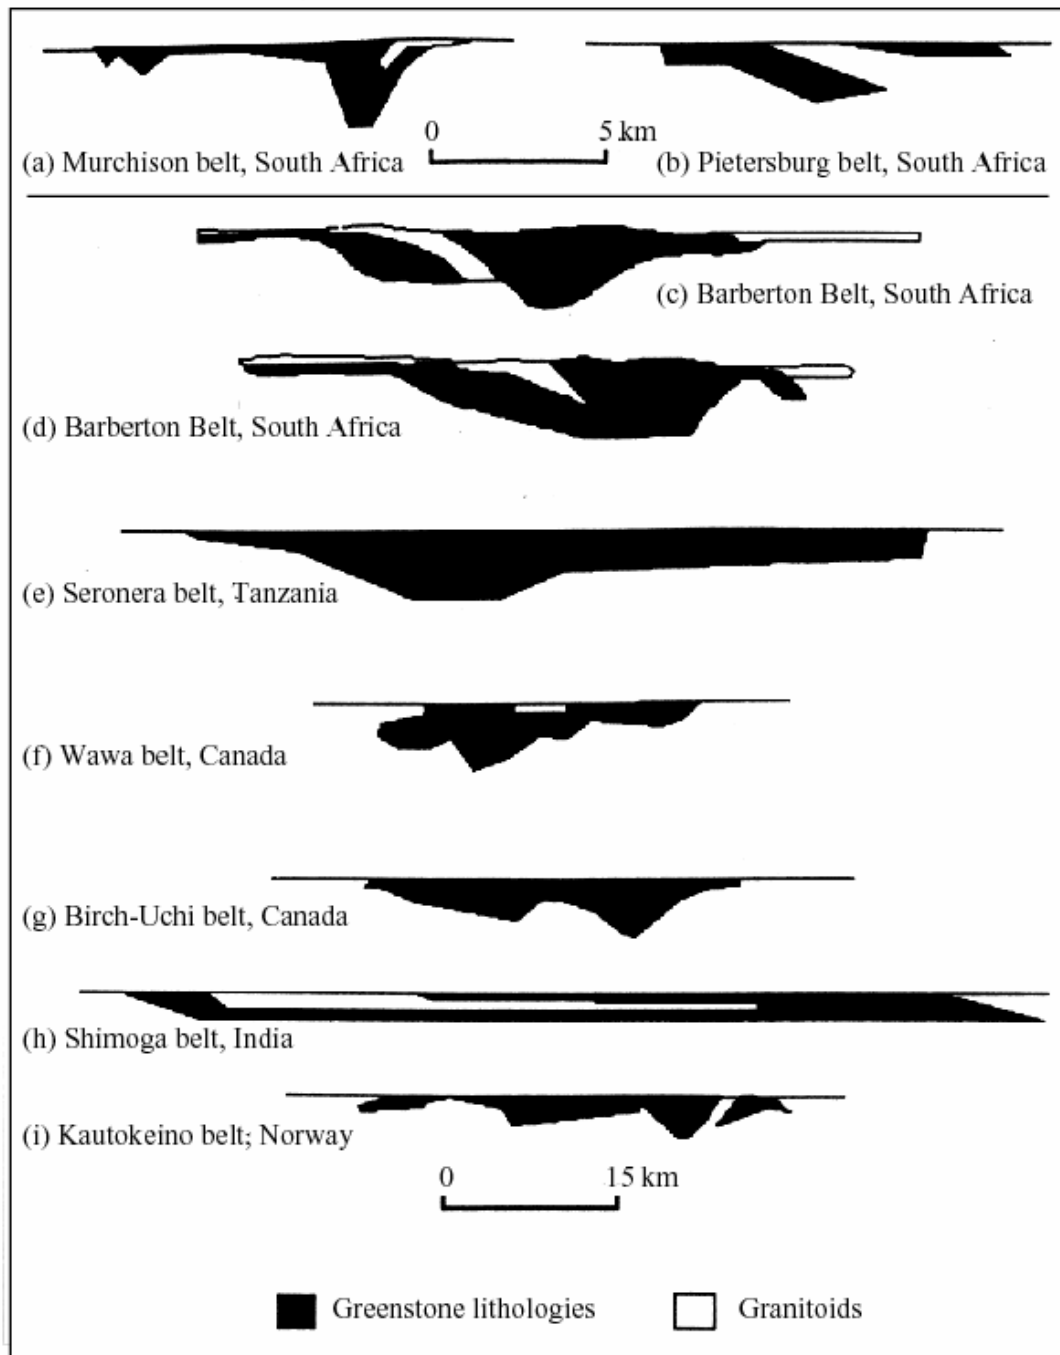 0 5 km
(a) Murchison belt, South Africa (b) Pietersburg belt, South Africa
(c) Barberton Belt, South Africa
(d) Barberton Belt, South Africa
(e) Seronera belt, Tanzania
(f) Wawa belt, Canada
(g) Birch-Uchi belt, Canada
(h) Shimoga belt, India
(i) Kautokeino belt; Norway
0 15 km
Greenstone lithologies Granitoids